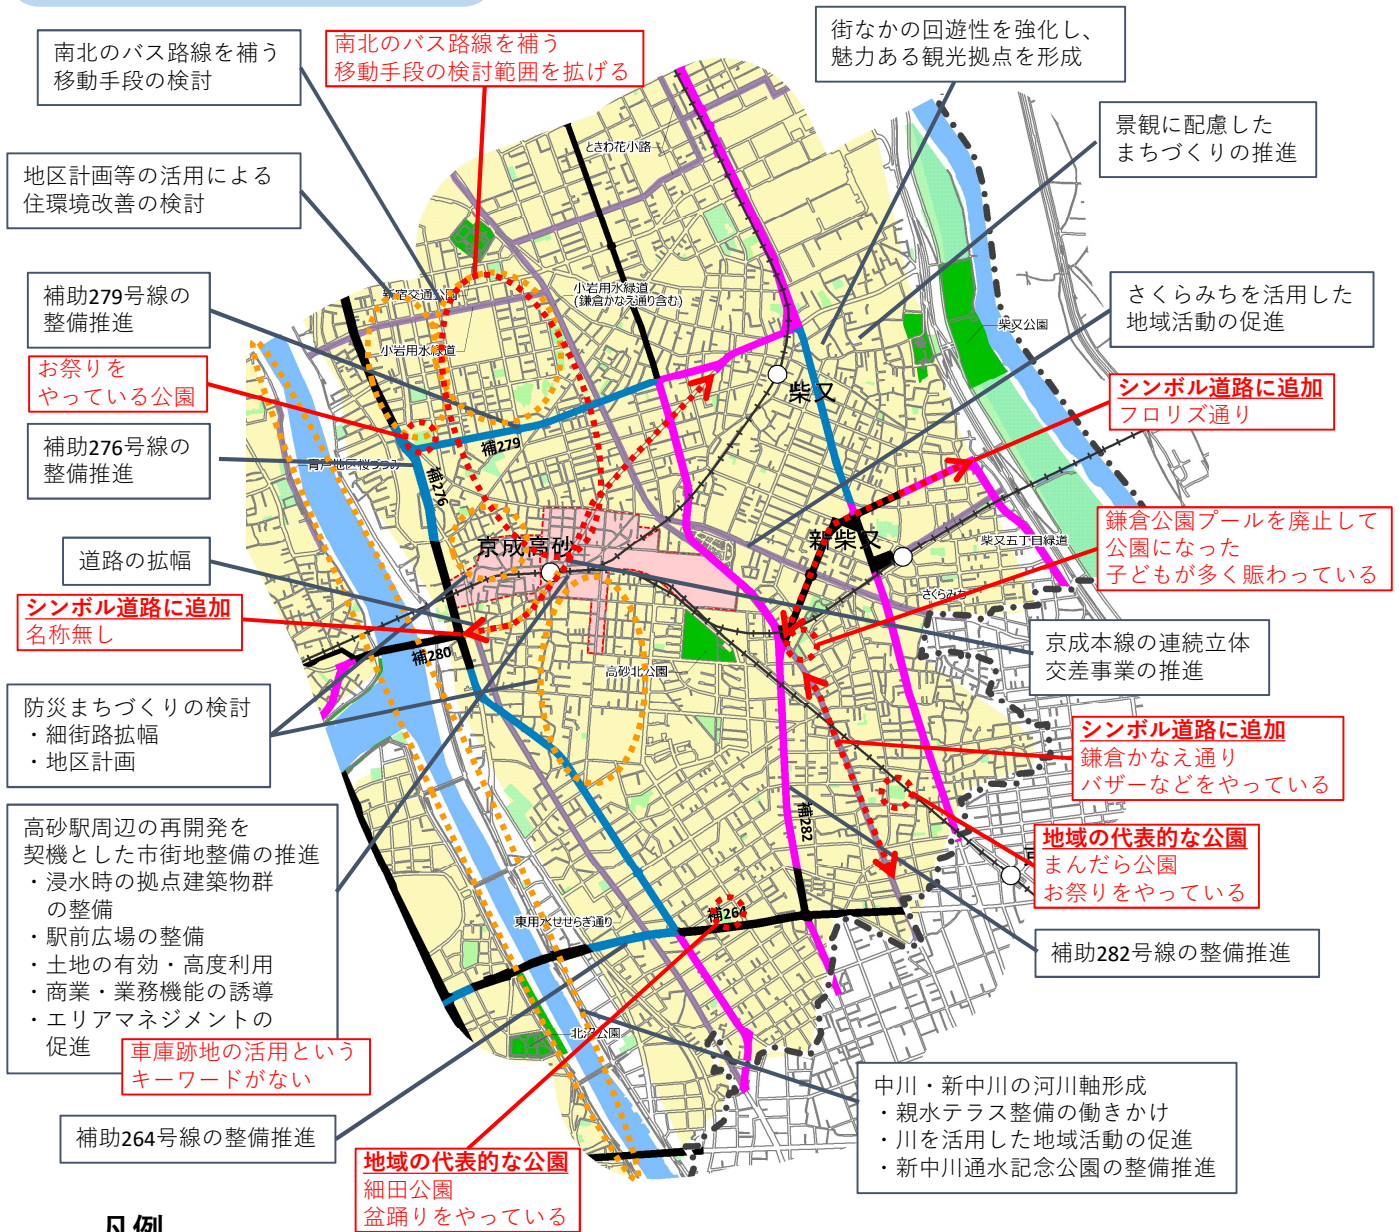 南北のバス路線を補う
移動手段の検討
南北のバス路線を補う
移動手段の検討範囲を拡げる
街なかの回遊性を強化し、
魅力ある観光拠点を形成
景観に配慮した
まちづくりの推進
地区計画等の活用による
住環境改善の検討
補助279号線の
整備推進
お祭りを
やっている公園
補助276号線の
整備推進
道路の拡幅
シンボル道路に追加
名称無し
防災まちづくりの検討
・細街路拡幅
・地区計画
高砂駅周辺の再開発を
契機とした市街地整備の推進
・浸水時の拠点建築物群
の整備
・駅前広場の整備
・土地の有効・高度利用
・商業・業務機能の誘導
・エリアマネジメントの
促進
車庫跡地の活用という
キーワードがない
補助264号線の整備推進
地域の代表的な公園
細田公園
盆踊りをやっている
さくらみちを活用した
地域活動の促進
シンボル道路に追加
フロリズ通り
鎌倉公園プールを廃止して
公園になった
子どもが多く賑わっている
京成本線の連続立体
交差事業の推進
シンボル道路に追加
鎌倉かなえ通り
バザーなどをやっている
地域の代表的な公園
まんだら公園
お祭りをやっている
補助282号線の整備推進
中川・新中川の河川軸形成
・親水テラス整備の働きかけ
・川を活用した地域活動の促進
・新中川通水記念公園の整備推進
ときわ花小路
新宿交通公園
小岩用水緑道
(鎌倉かなえ通り含む)
小岩用水緑道
柴又公園
柴又
補279
青戸地区桜づつみ
補276
京成高砂
新柴又
柴又五丁目緑道
さくらみち
補280
高砂北公園
補282
補264
東用水せせらぎ通り
北沼公園
凡例